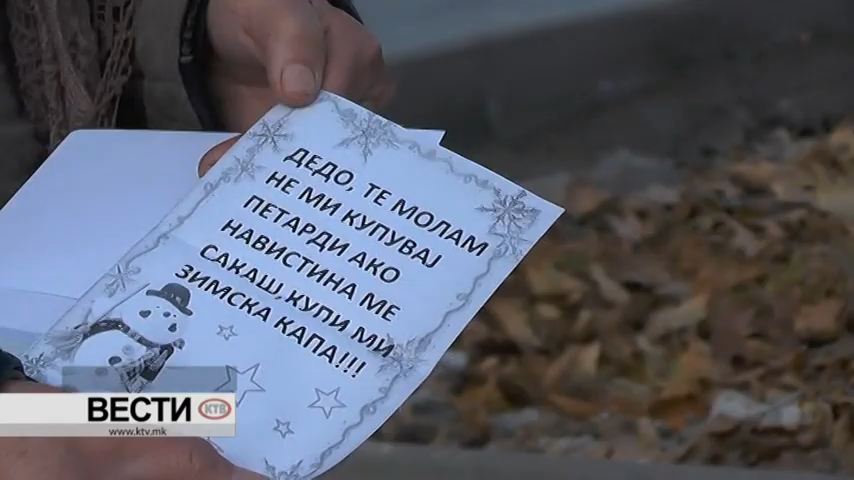 ДЕДО, ТЕ МОЛАМ
НЕ МИ КУПУВАЈ
ПЕТАРДИ АКО
НАВИСТИНА МЕ
САКАШ, КУПИ МИ
ЗИМСКА КАПА!!!
ВЕСТИ КТВ
www.ktv.mk